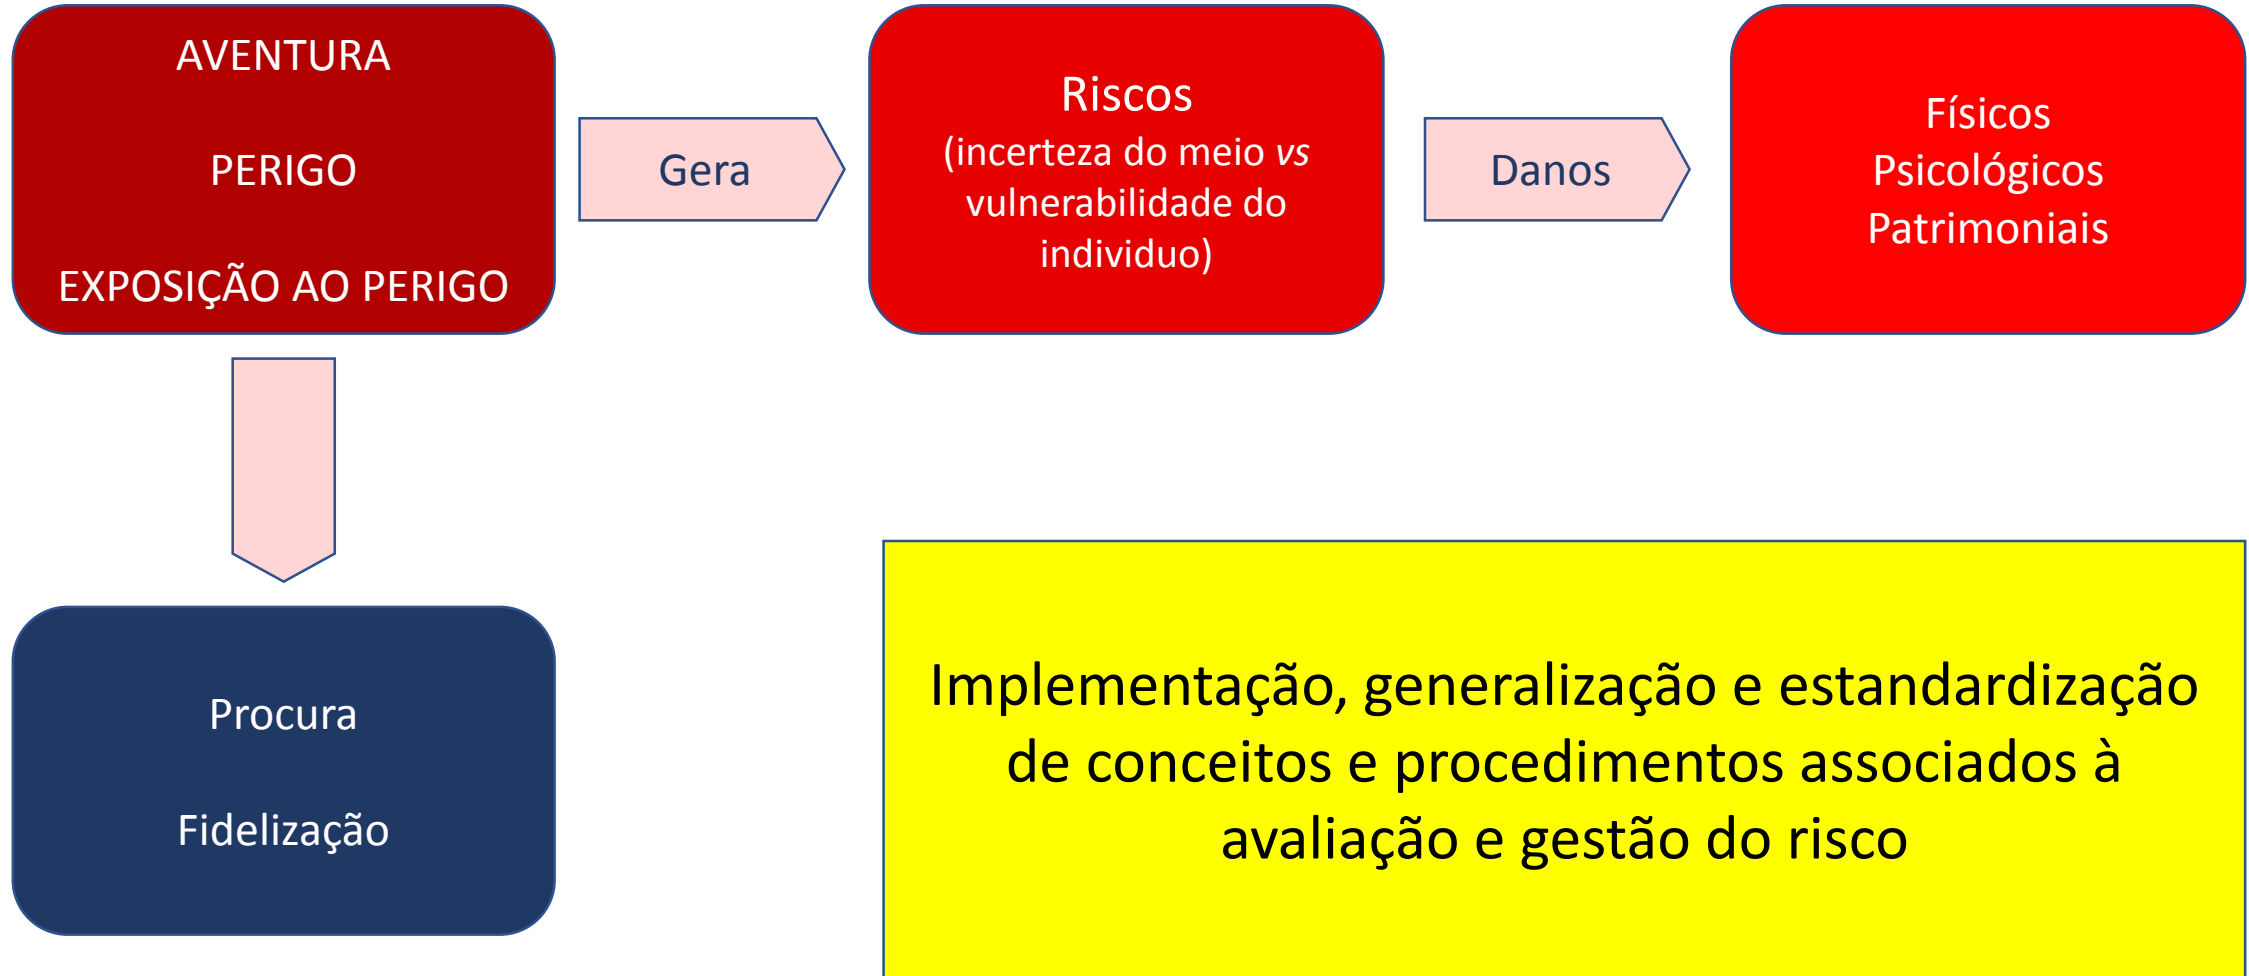 AVENTURA
PERIGO
EXPOSIÇÃO AO PERIGO
Gera
Riscos
(incerteza do meio vs
vulnerabilidade do
individuo)
Danos
Físicos
Psicológicos
Patrimoniais
Procura
Fidelização
Implementação, generalização e estandardização
de conceitos e procedimentos associados à
avaliação e gestão do risco